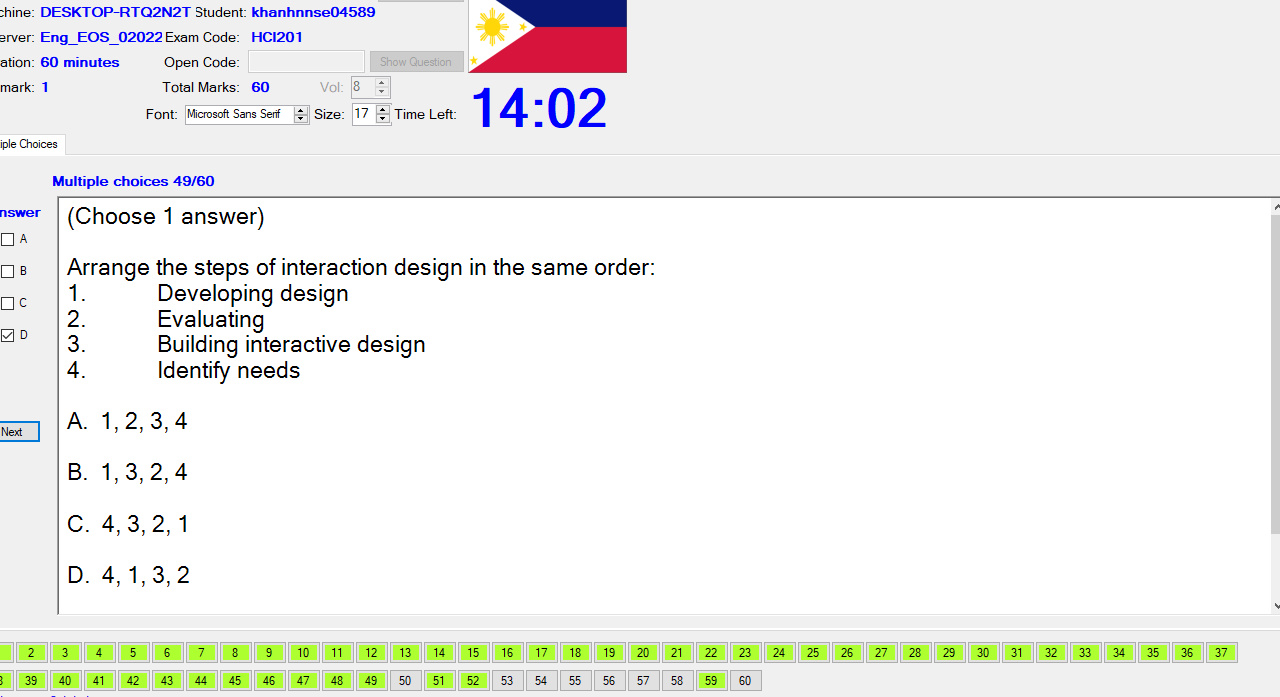 chine: DESKTOP-RTQ2N2T Student: khanhnnse04589
erver: Eng_EOS_02022 Exam Code: HCI201
ation: 60 minutes Open Code: Show Question
mark: 1 Total Marks: 60 Vol: 8
Font: Microsoft Sans Serif Size: 17 Time Left: 14:02
iple Choices
Multiple choices 49/60
nswer
A
B
C
D
Next
(Choose 1 answer)
Arrange the steps of interaction design in the same order:
1. Developing design
2. Evaluating
3. Building interactive design
4. Identify needs
A. 1, 2, 3, 4
B. 1, 3, 2, 4
C. 4, 3, 2, 1
D. 4, 1, 3, 2
2 3 4 5 6 7 8 9 10 11 12 13 14 15 16 17 18 19 20 21 22 23 24 25 26 27 28 29 30 31 32 33 34 35 36 37
39 40 41 42 43 44 45 46 47 48 49 50 51 52 53 54 55 56 57 58 59 60